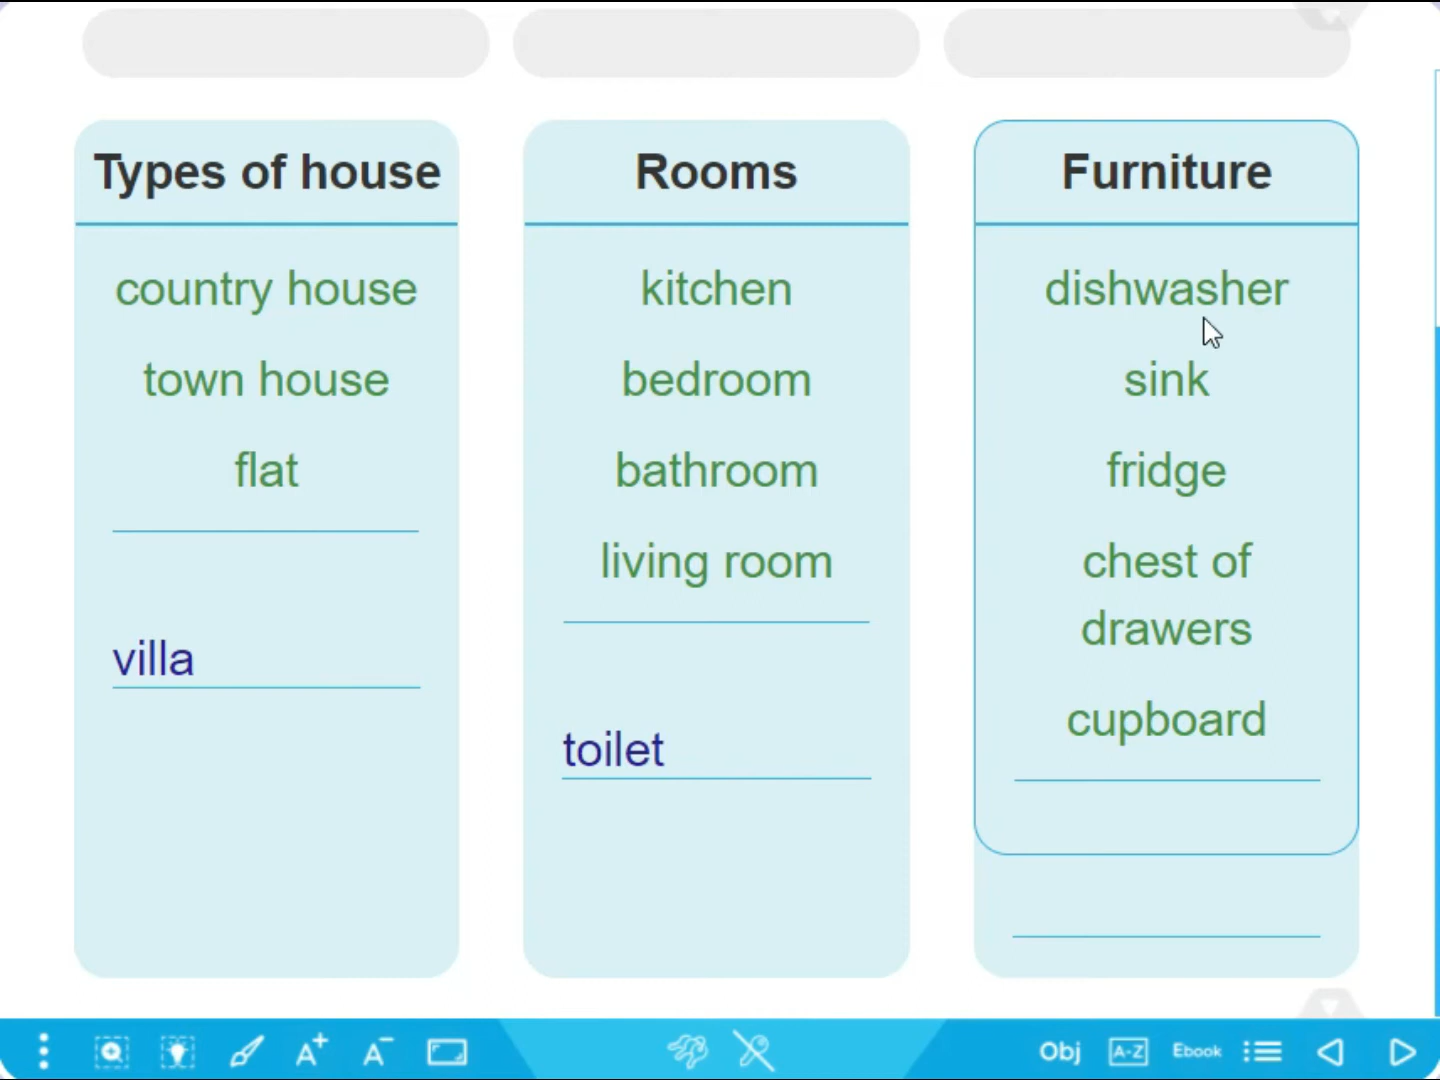 Types of house
country house
town house
flat
villa
Rooms
kitchen
bedroom
bathroom
living room
toilet
Furniture
dishwasher
sink
fridge
chest of
drawers
cupboard
A+ A- Obj A-Z Ebook